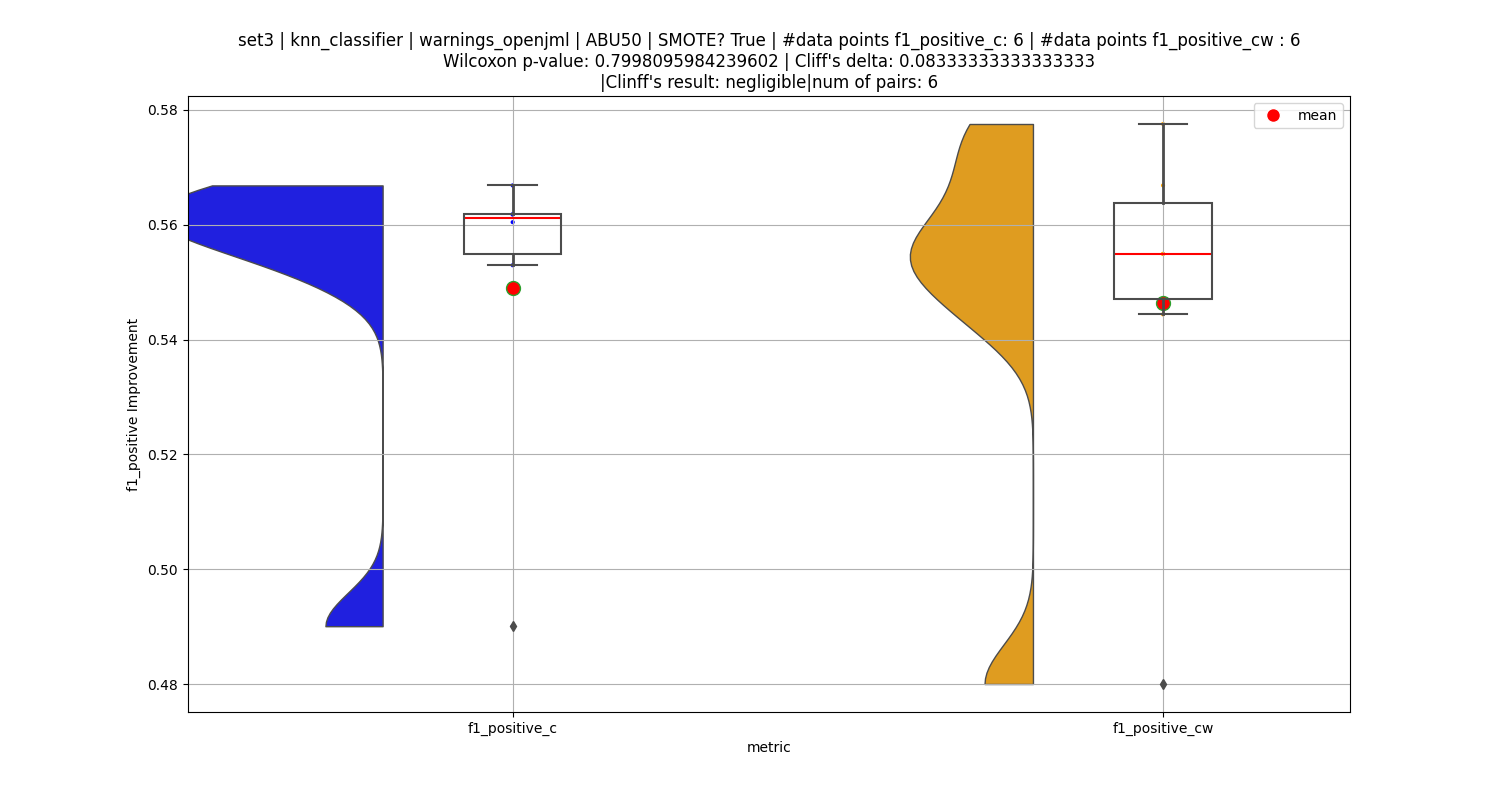 set3 | knn_classifier | warnings_openjml | ABU50 | SMOTE? True | #data points f1_positive_c: 6 | #data points f1_positive_cw : 6
Wilcoxon p-value: 0.7998095984239602 | Cliff's delta: 0.08333333333333333
|Clinff's result: negligible|num of pairs: 6
mean
0.58
0.56
0.54
0.52
0.50
0.48
f1_positive Improvement
f1_positive_c
f1_positive_cw
metric